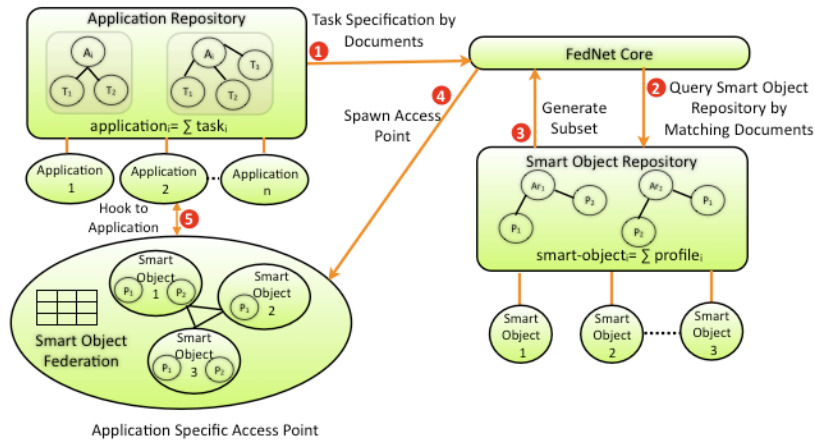 Application Repository
Aᵢ
T₁
T₂
Aᵢ
T₁
T₁
T₂
applicationᵢ= ∑ taskᵢ
Application
1
Application
2
Application
n
1
Task Specification by
Documents
FedNet Core
2
Query Smart Object
Repository by
Matching Documents
3
Generate
Subset
4
Spawn Access
Point
Smart Object Repository
Ar₁
P₁
P₂
Ar₂
P₁
P₂
smart-objectᵢ= ∑ profileᵢ
Smart
Object
1
Smart
Object
2
Smart
Object
3
Hook to
Application
5
Smart
Object
1
P₁
P₂
Smart
Object
2
P₁
Smart
Object
3
P₁
P₂
Smart Object
Federation
Application Specific Access Point